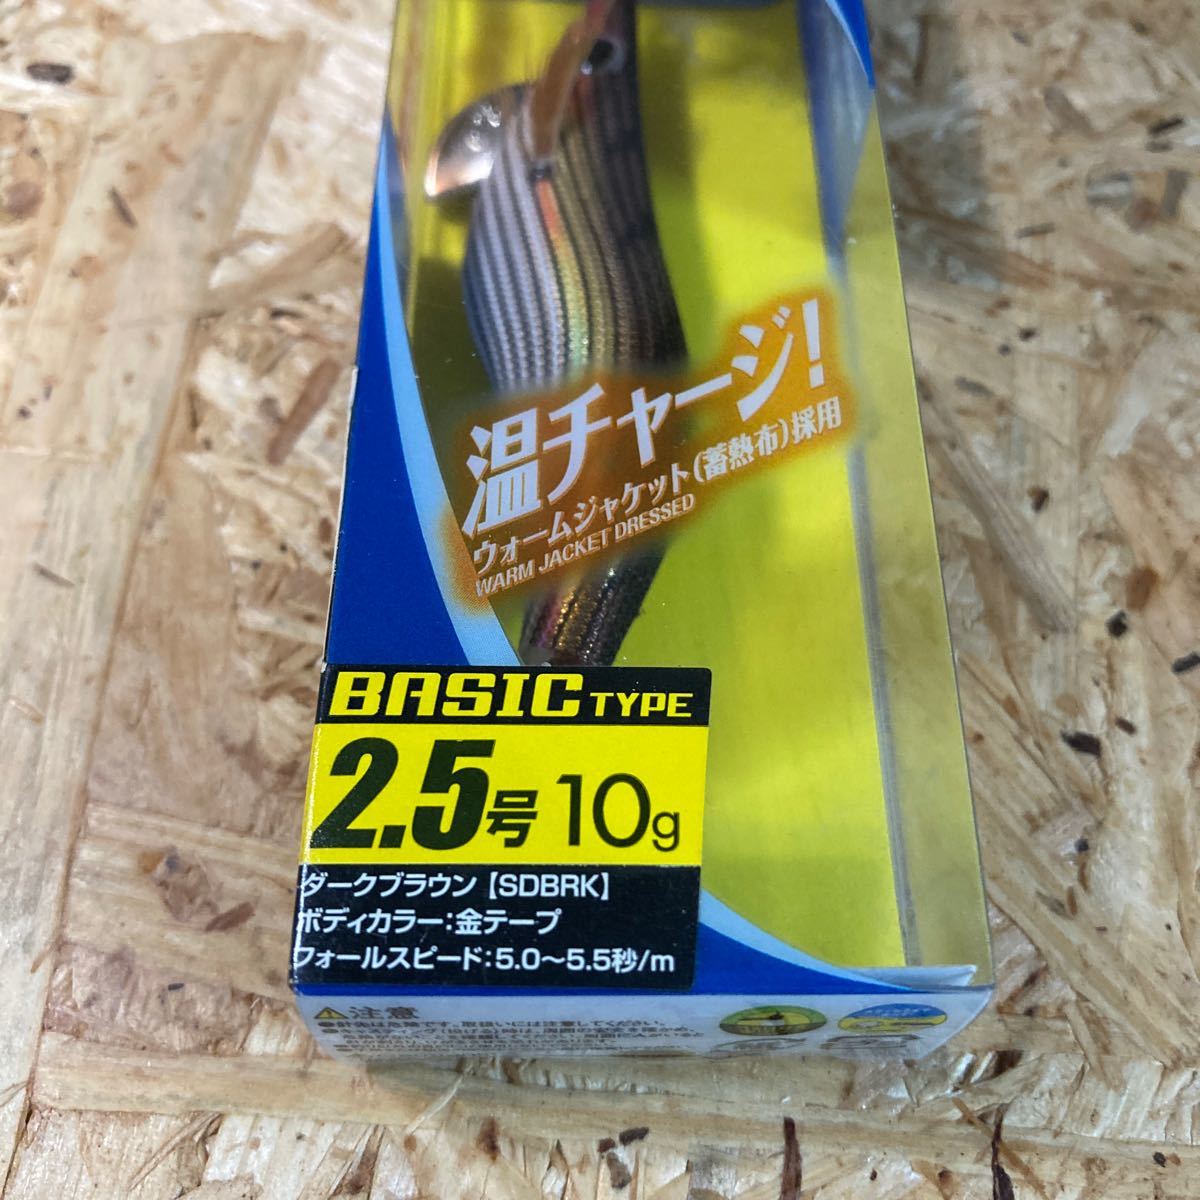 温チャージ!
ウォームジャケット(蓄熱布)採用
WARM JACKET DRESSED
BASIC TYPE
2.5号 10g
ダークブラウン【SDBRK】
ボディカラー:金テープ
フォールスピード:5.0〜5.5秒/m
注意